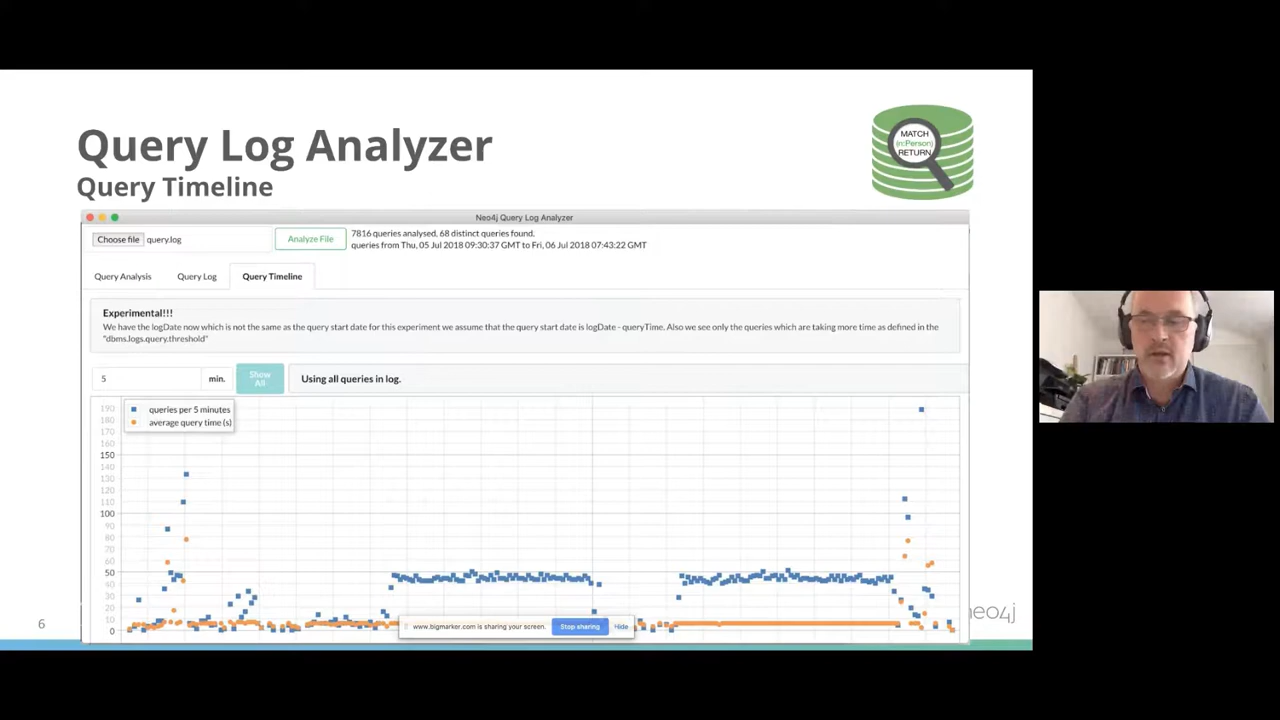 Query Log Analyzer
Query Timeline
MATCH
(n:Person)
RETURN
Neo4j Query Log Analyzer
Choose file query.log
Analyze File
7816 queries analysed, 68 distinct queries found.
queries from Thu, 05 Jul 2018 09:30:37 GMT to Fri, 06 Jul 2018 07:43:22 GMT
Query Analysis
Query Log
Query Timeline
Experimental!!!
We have the logDate now which is not the same as the query start date for this experiment we assume that the query start date is logDate - queryTime. Also we see only the queries which are taking more time as defined in the
"dbms.logs.query.threshold"
5 min.
Show
All
Using all queries in log.
queries per 5 minutes
average query time (s)
190
180
170
160
150
140
130
120
110
100
90
80
70
60
50
40
30
20
10
0
www.bigmarker.com is sharing your screen.
Stop sharing
Hide
6
neo4j